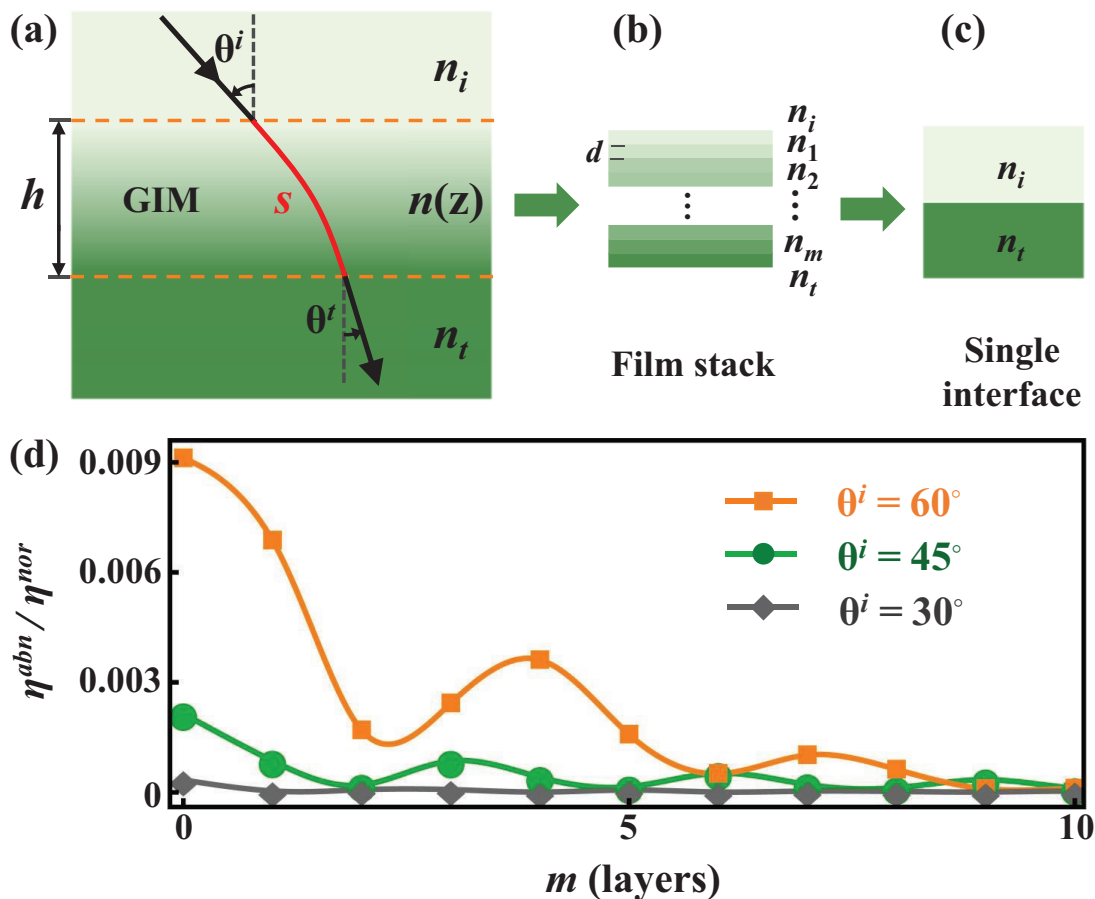 (a)
θ^i
n_i
h
GIM
s
n(z)
θ^t
n_t
(b)
n_i
d
n_1
n_2
⋮
⋮
n_m
n_t
Film stack
(c)
n_i
n_t
Single
interface
(d)
η^abn / η^nor
0.009
0.006
0.003
0
θ^i = 60°
θ^i = 45°
θ^i = 30°
0
5
10
m (layers)